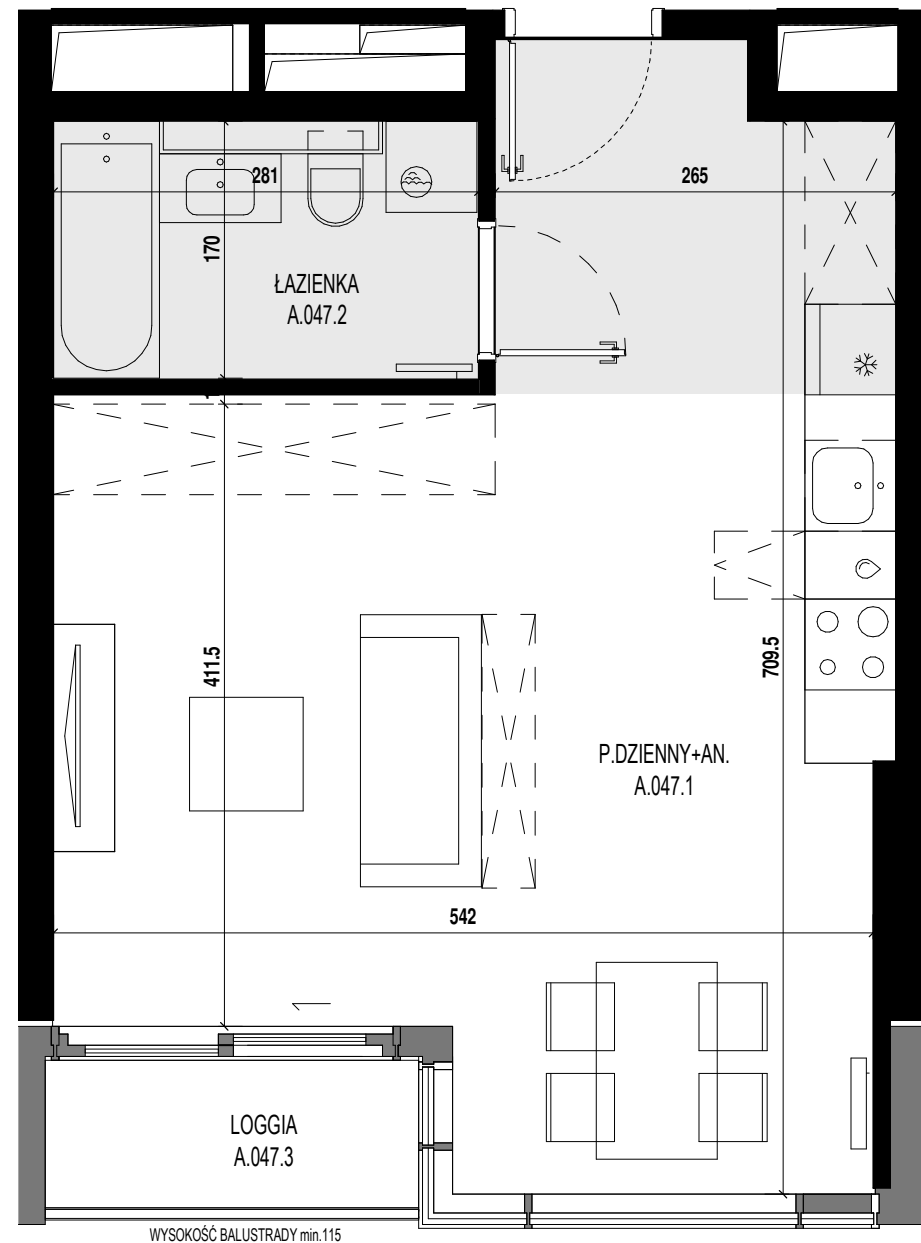 281
265
170
ŁAZIENKA
A.047.2
411.5
709.5
P.DZIENNY+AN.
A.047.1
542
LOGGIA
A.047.3
WYSOKOŚĆ BALUSTRADY min.115